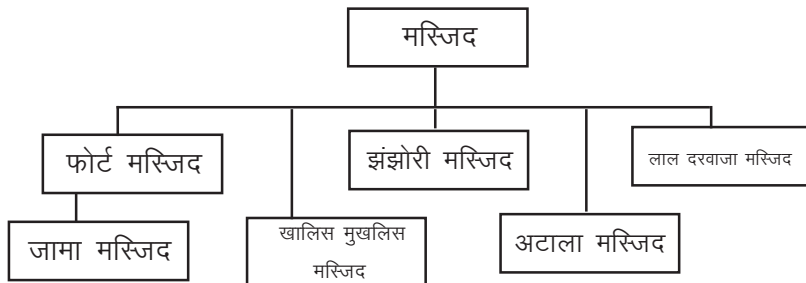 मस्जिद
फोर्ट मस्जिद
झंझोरी मस्जिद
लाल दरवाजा मस्जिद
जामा मस्जिद
खालिस मुखलिस
मस्जिद
अटाला मस्जिद